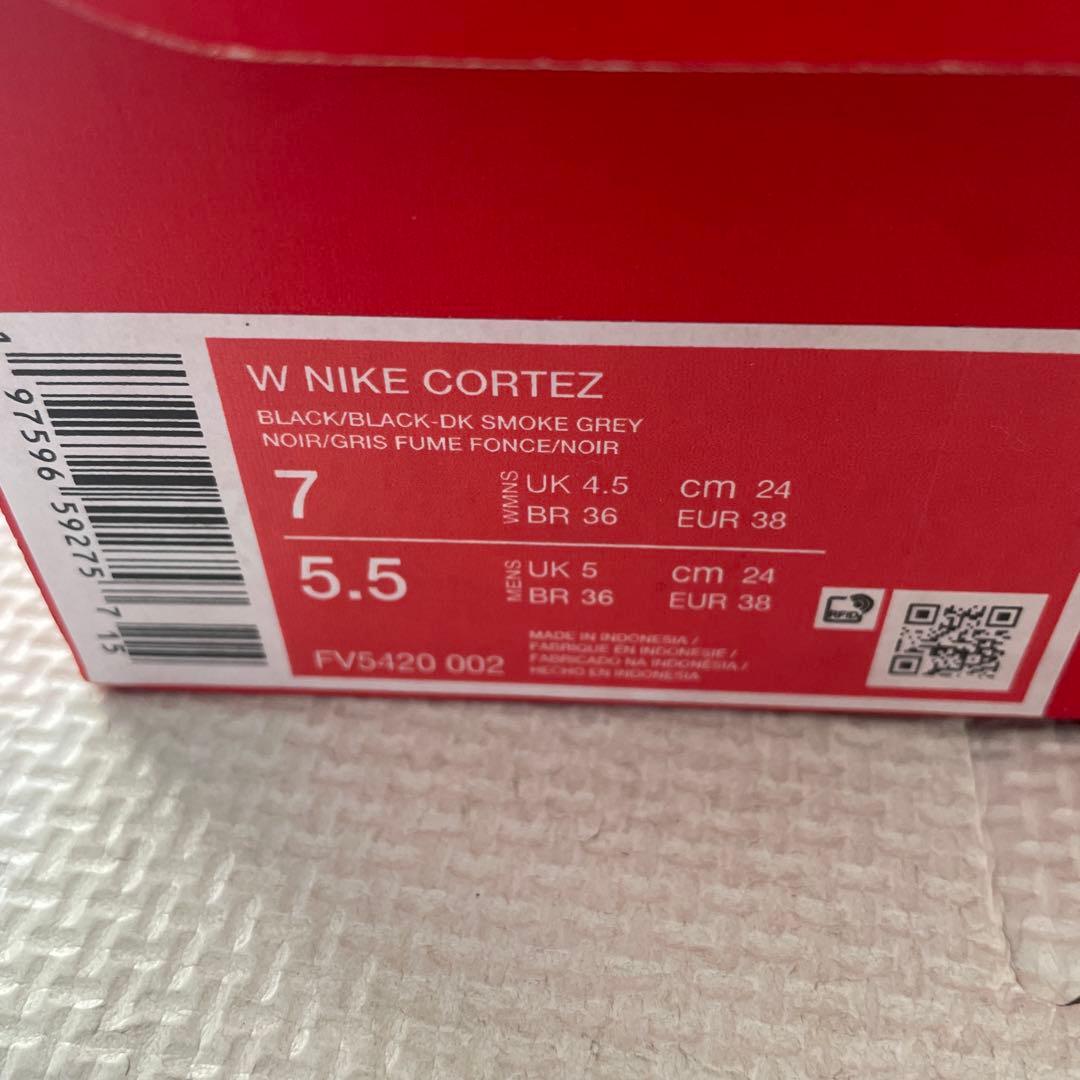 W NIKE CORTEZ
BLACK/BLACK-DK SMOKE GREY
NOIR/GRIS FUME FONCE/NOIR
7
WMNS
UK 4.5
cm 24
BR 36
EUR 38
5.5
MENS
UK 5
cm 24
BR 36
EUR 38
FV5420 002
MADE IN INDONESIA /
FABRIQUE EN INDONESIE /
FABRICADO NA INDONÉSIA /
HECHO EN INDONESIA
RFID
97596 59275 7 15